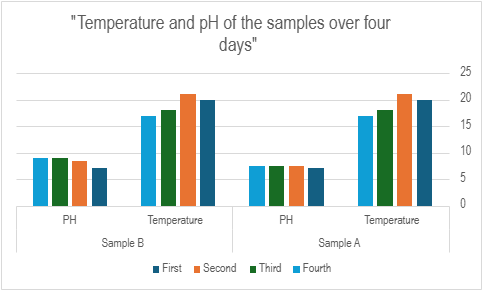 "Temperature and pH of the samples over four
days"
25
20
15
10
5
0
PH
Temperature
PH
Temperature
Sample B
Sample A
First
Second
Third
Fourth